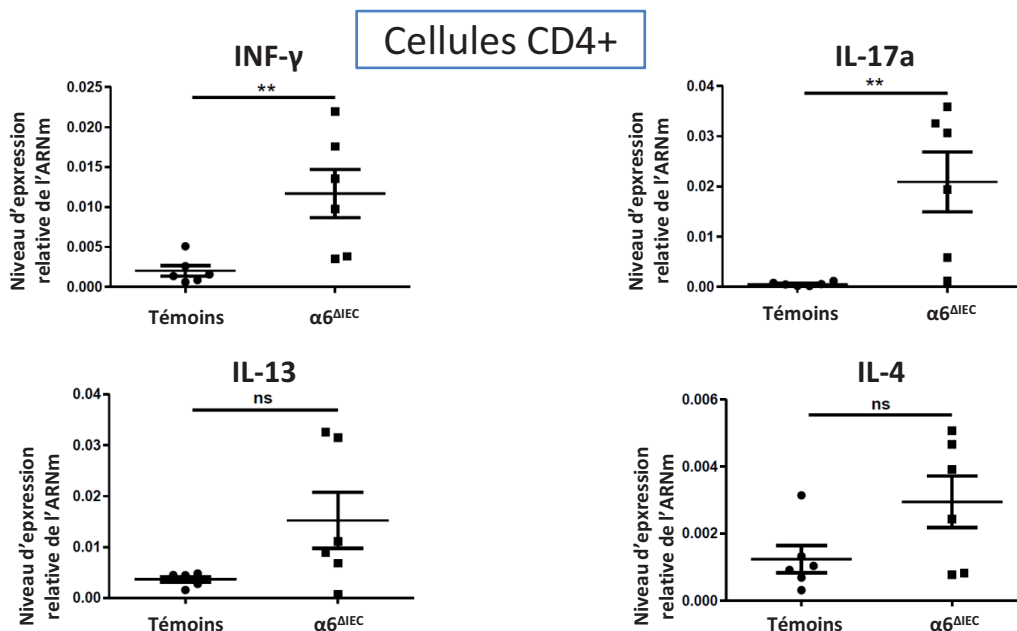 Cellules CD4+
INF-γ
**
Niveau d'epxression
relative de l'ARNm
0.025
0.020
0.015
0.010
0.005
0.000
Témoins
α6ΔIEC
IL-17a
**
Niveau d'epxression
relative de l'ARNm
0.04
0.03
0.02
0.01
0.00
Témoins
α6ΔIEC
IL-13
ns
Niveau d'epxression
relative de l'ARNm
0.04
0.03
0.02
0.01
0.00
Témoins
α6ΔIEC
IL-4
ns
Niveau d'epxression
relative de l'ARNm
0.006
0.004
0.002
0.000
Témoins
α6ΔIEC